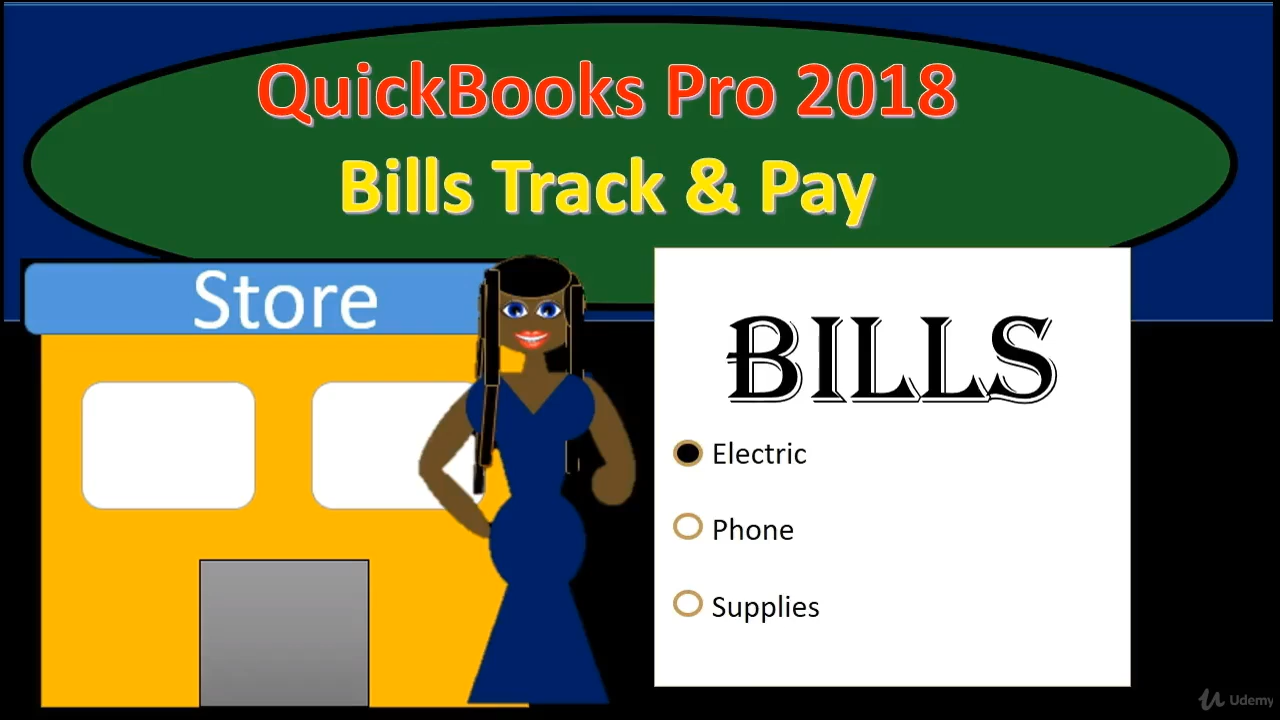 QuickBooks Pro 2018
Bills Track & Pay
Store
BILLS
Electric
Phone
Supplies
Udemy